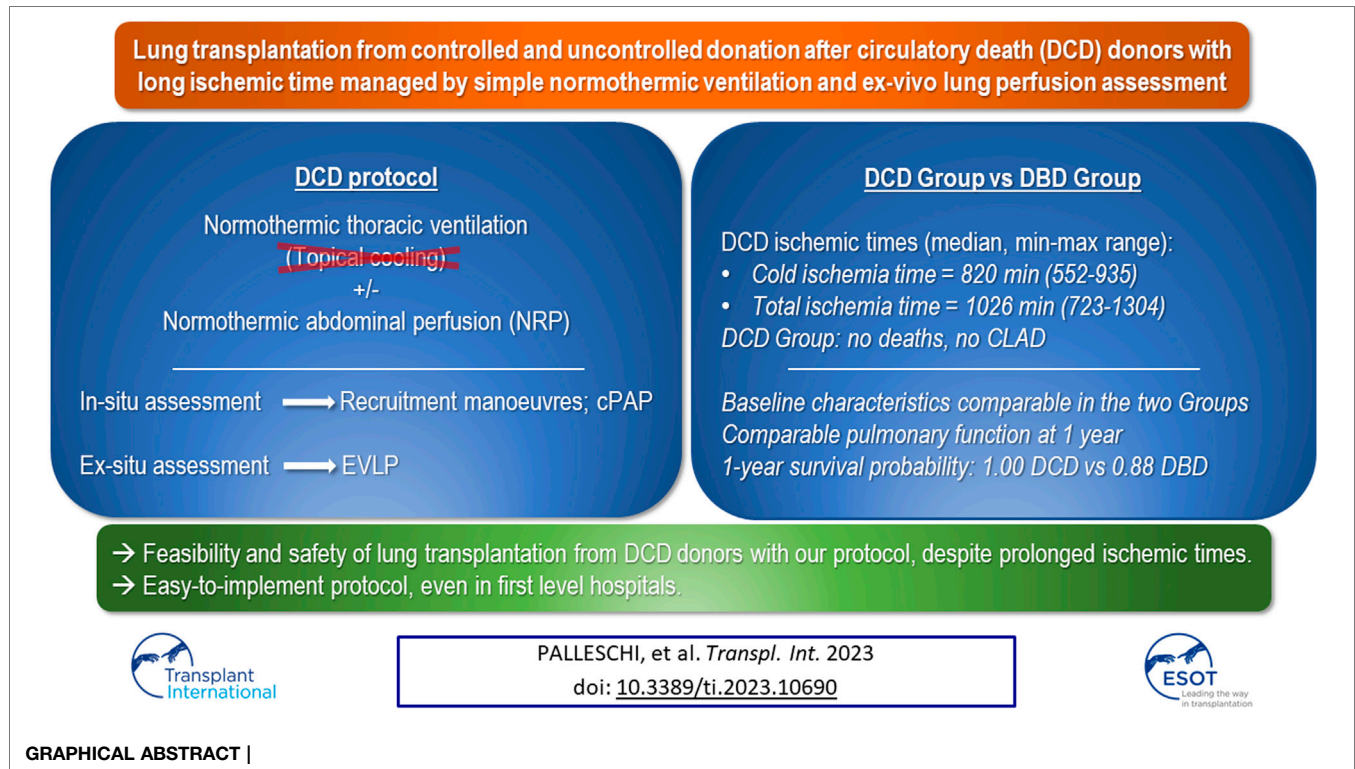 Lung transplantation from controlled and uncontrolled donation after circulatory death (DCD) donors with
long ischemic time managed by simple normothermic ventilation and ex-vivo lung perfusion assessment
DCD protocol
Normothermic thoracic ventilation
(Topical cooling)
+/-
Normothermic abdominal perfusion (NRP)
In-situ assessment → Recruitment manoeuvres; cPAP
Ex-situ assessment → EVLP
DCD Group vs DBD Group
DCD ischemic times (median, min-max range):
• Cold ischemia time = 820 min (552-935)
• Total ischemia time = 1026 min (723-1304)
DCD Group: no deaths, no CLAD
Baseline characteristics comparable in the two Groups
Comparable pulmonary function at 1 year
1-year survival probability: 1.00 DCD vs 0.88 DBD
→ Feasibility and safety of lung transplantation from DCD donors with our protocol, despite prolonged ischemic times.
→ Easy-to-implement protocol, even in first level hospitals.
Transplant
International
PALLESCHI, et al. Transpl. Int. 2023
doi: 10.3389/ti.2023.10690
ESOT
Leading the way
in transplantation
GRAPHICAL ABSTRACT |